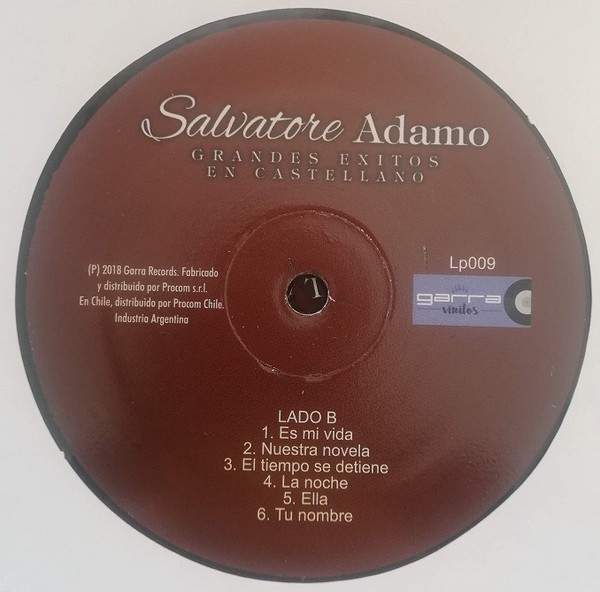 Salvatore Adamo
GRANDES EXITOS
EN CASTELLANO
(P) 2018 Garra Records. Fabricado
y distribuido por Procom s.r.l.
En Chile, distribuido por Procom Chile.
Industria Argentina
Lp009
garra
vinilos
LADO B
1. Es mi vida
2. Nuestra novela
3. El tiempo se detiene
4. La noche
5. Ella
6. Tu nombre